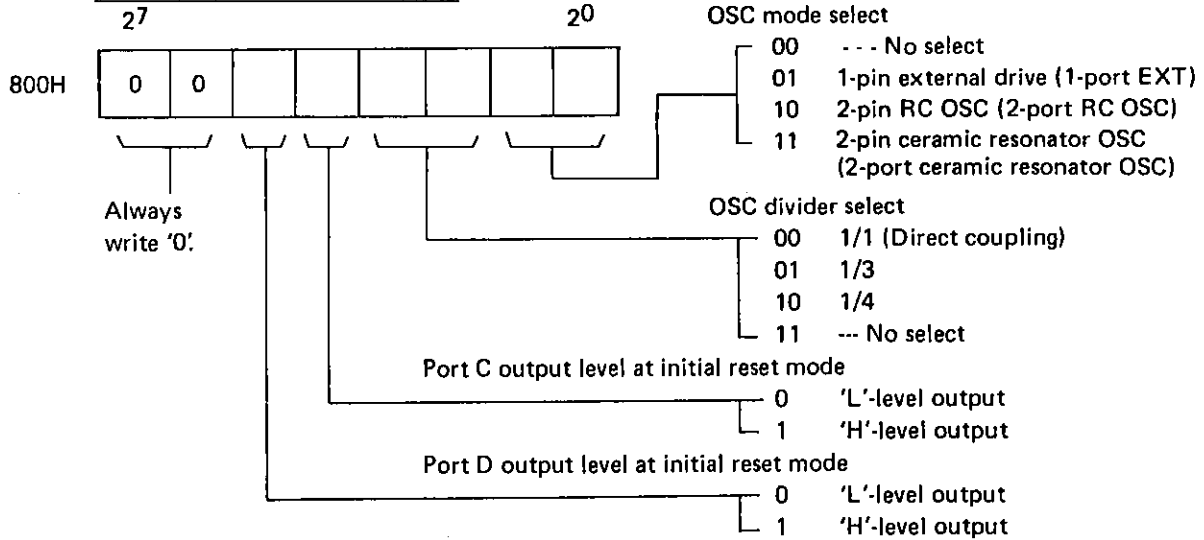 2⁷ 2⁰ OSC mode select
00 --- No select
800H 0 0 01 1-pin external drive (1-port EXT)
10 2-pin RC OSC (2-port RC OSC)
11 2-pin ceramic resonator OSC
(2-port ceramic resonator OSC)
Always
write '0'.
OSC divider select
00 1/1 (Direct coupling)
01 1/3
10 1/4
11 --- No select
Port C output level at initial reset mode
0 'L'-level output
1 'H'-level output
Port D output level at initial reset mode
0 'L'-level output
1 'H'-level output